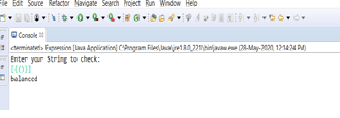 File Edit Source Refactor Navigate Search Project Run Window Help
Console
<terminated> Expression [Java Application] C:\Program Files\Java\jre1.8.0_221\bin\javaw.exe (28-May-2020, 12:14:24 PM)
Enter your String to check:
[{()}]
balanced